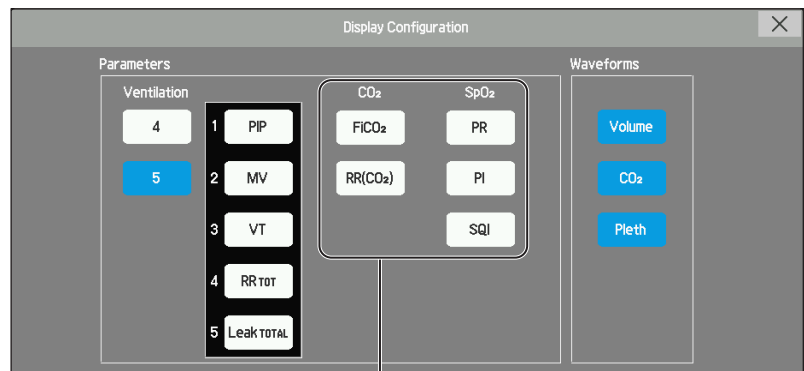 Display Configuration
Parameters
Waveforms
Ventilation
CO₂
SpO₂
4
1 PIP
FiCO₂
PR
Volume
5
2 MV
RR(CO₂)
PI
CO₂
3 VT
SQI
Pleth
4 RR TOT
5 Leak TOTAL